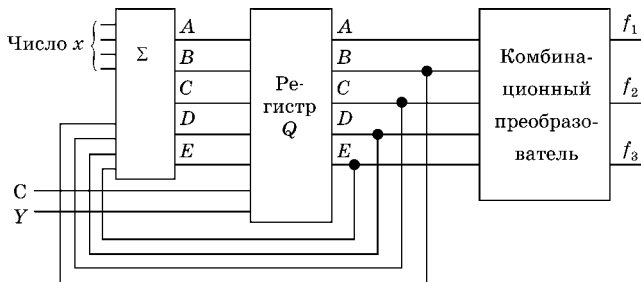 Число x
Σ
A
B
C
D
E
Ре-
гистр
Q
A
B
C
D
E
Комбина-
ционный
преобразо-
ватель
f1
f2
f3
C
Y